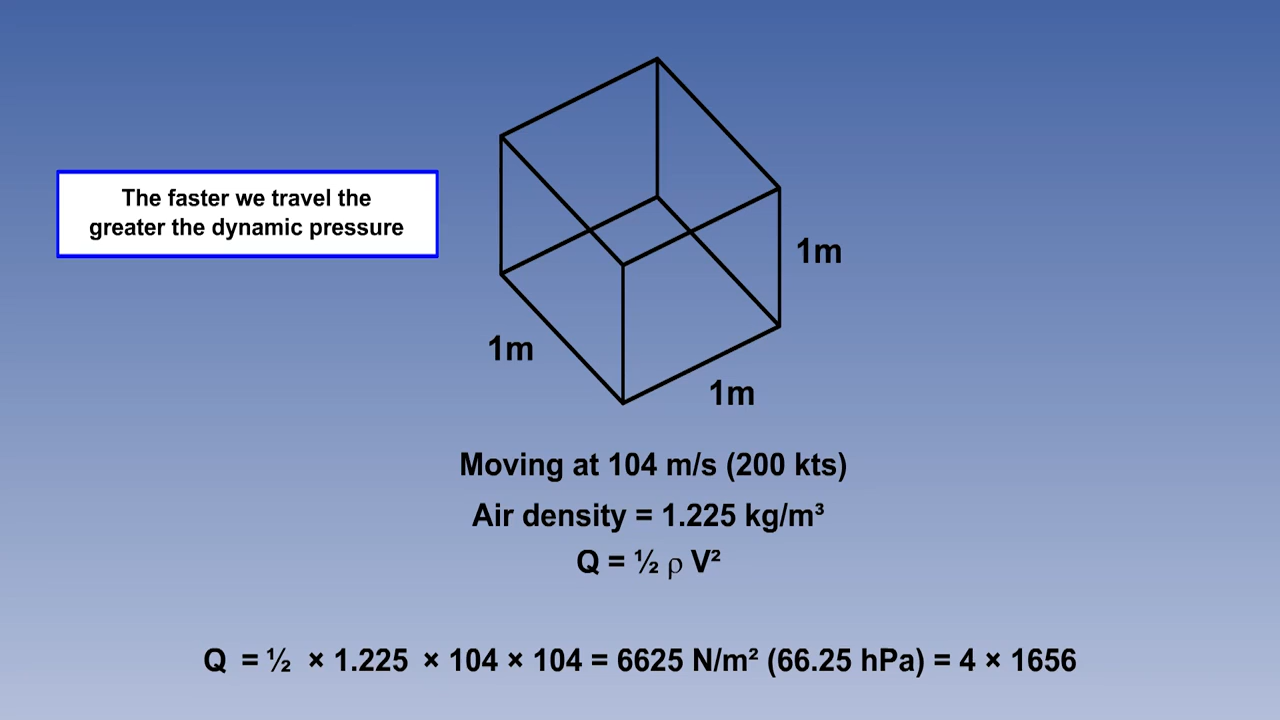 The faster we travel the
greater the dynamic pressure
1m
1m
1m
Moving at 104 m/s (200 kts)
Air density = 1.225 kg/m³
Q = ½ ρ V²
Q = ½ × 1.225 × 104 × 104 = 6625 N/m² (66.25 hPa) = 4 × 1656